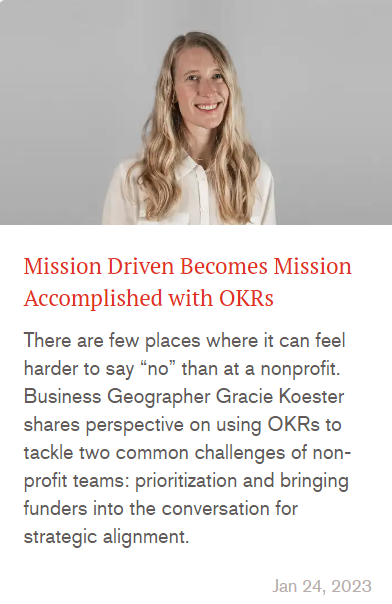 Mission Driven Becomes Mission
Accomplished with OKRs
There are few places where it can feel
harder to say “no” than at a nonprofit.
Business Geographer Gracie Koester
shares perspective on using OKRs to
tackle two common challenges of non-
profit teams: prioritization and bringing
funders into the conversation for
strategic alignment.
Jan 24, 2023